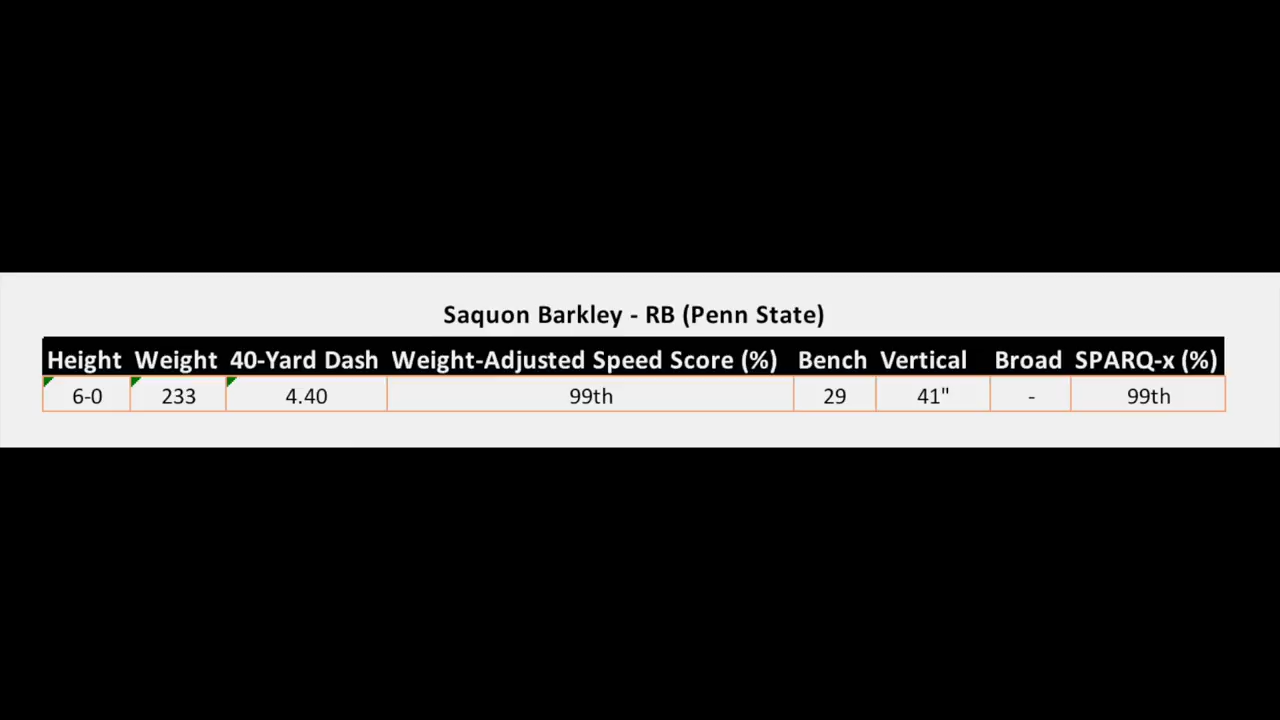 Saquon Barkley - RB (Penn State)
Height Weight 40-Yard Dash Weight-Adjusted Speed Score (%) Bench Vertical Broad SPARQ-x (%)
6-0 233 4.40 99th 29 41" - 99th